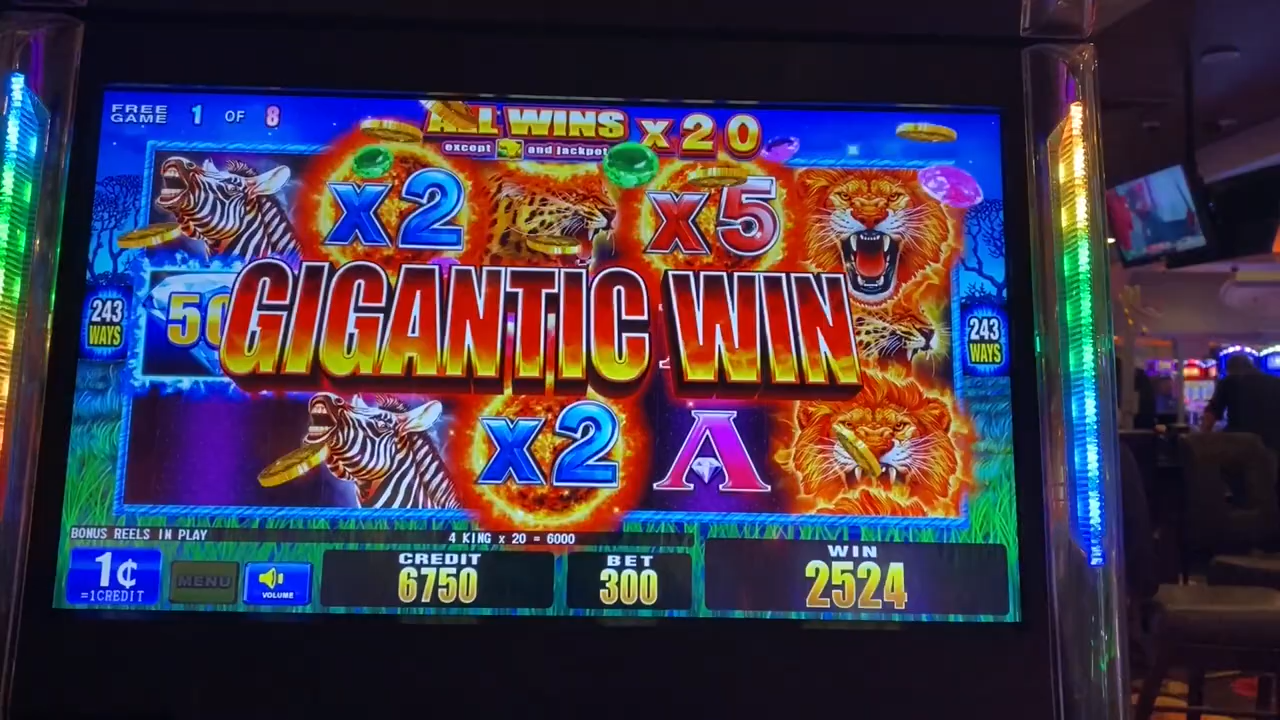 FREE GAME 1 OF 8
ALL WINS x20
except and Jackpot
x2
x5
50
GIGANTIC WIN
243 WAYS
243 WAYS
x2
A
BONUS REELS IN PLAY
4 KING x 20 = 6000
1¢
=1CREDIT
MENU
VOLUME
CREDIT
6750
BET
300
WIN
2524